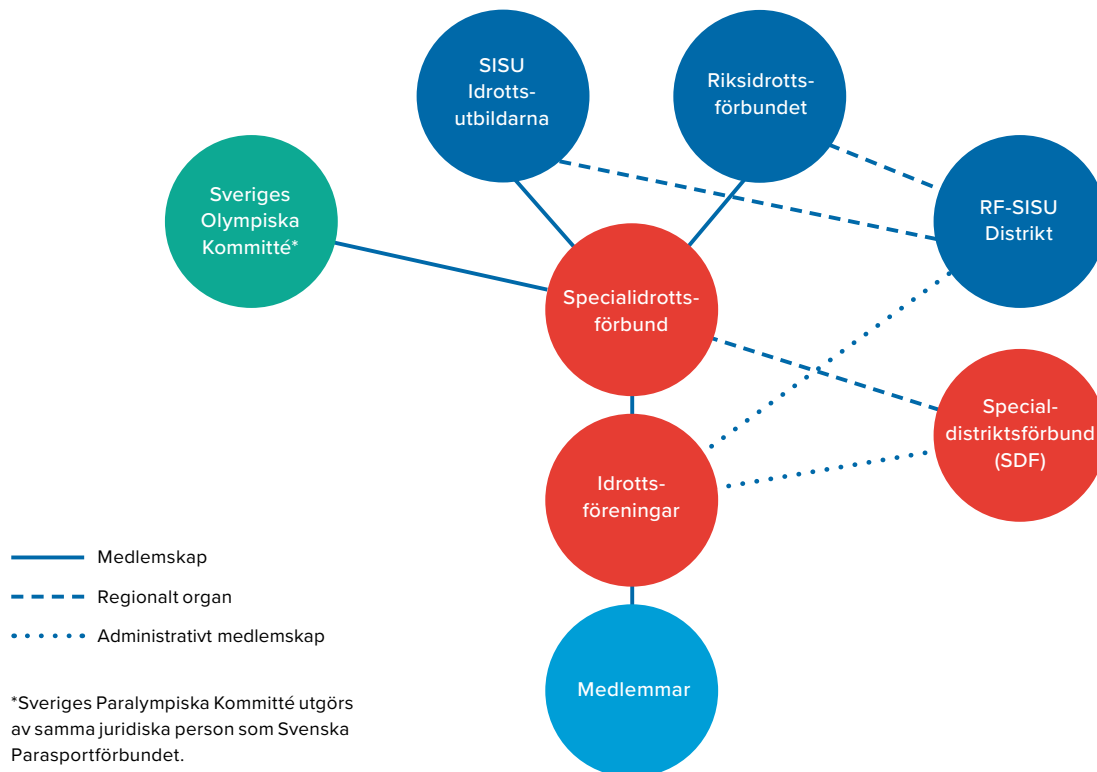 SISU
Idrotts-
utbildarna
Riksidrotts-
förbundet
Sveriges
Olympiska
Kommitté*
RF-SISU
Distrikt
Specialidrotts-
förbund
Special-
distriktsförbund
(SDF)
Idrotts-
föreningar
Medlemskap
Regionalt organ
Administrativt medlemskap
Medlemmar
*Sveriges Paralympiska Kommitté utgörs
av samma juridiska person som Svenska
Parasportförbundet.